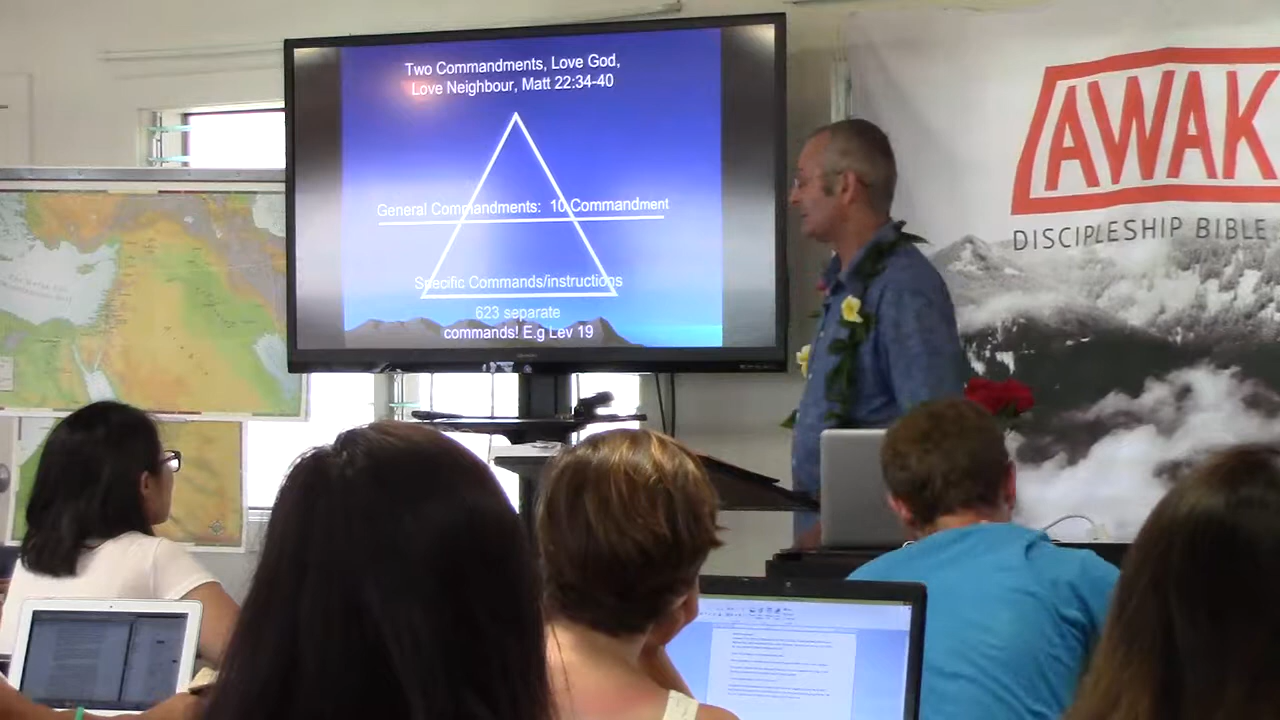 Two Commandments, Love God,
Love Neighbour, Matt 22:34-40
General Commandments: 10 Commandment
Specific Commands/instructions
623 separate
commands! E.g Lev 19
AWAK
DISCIPLESHIP BIBLE